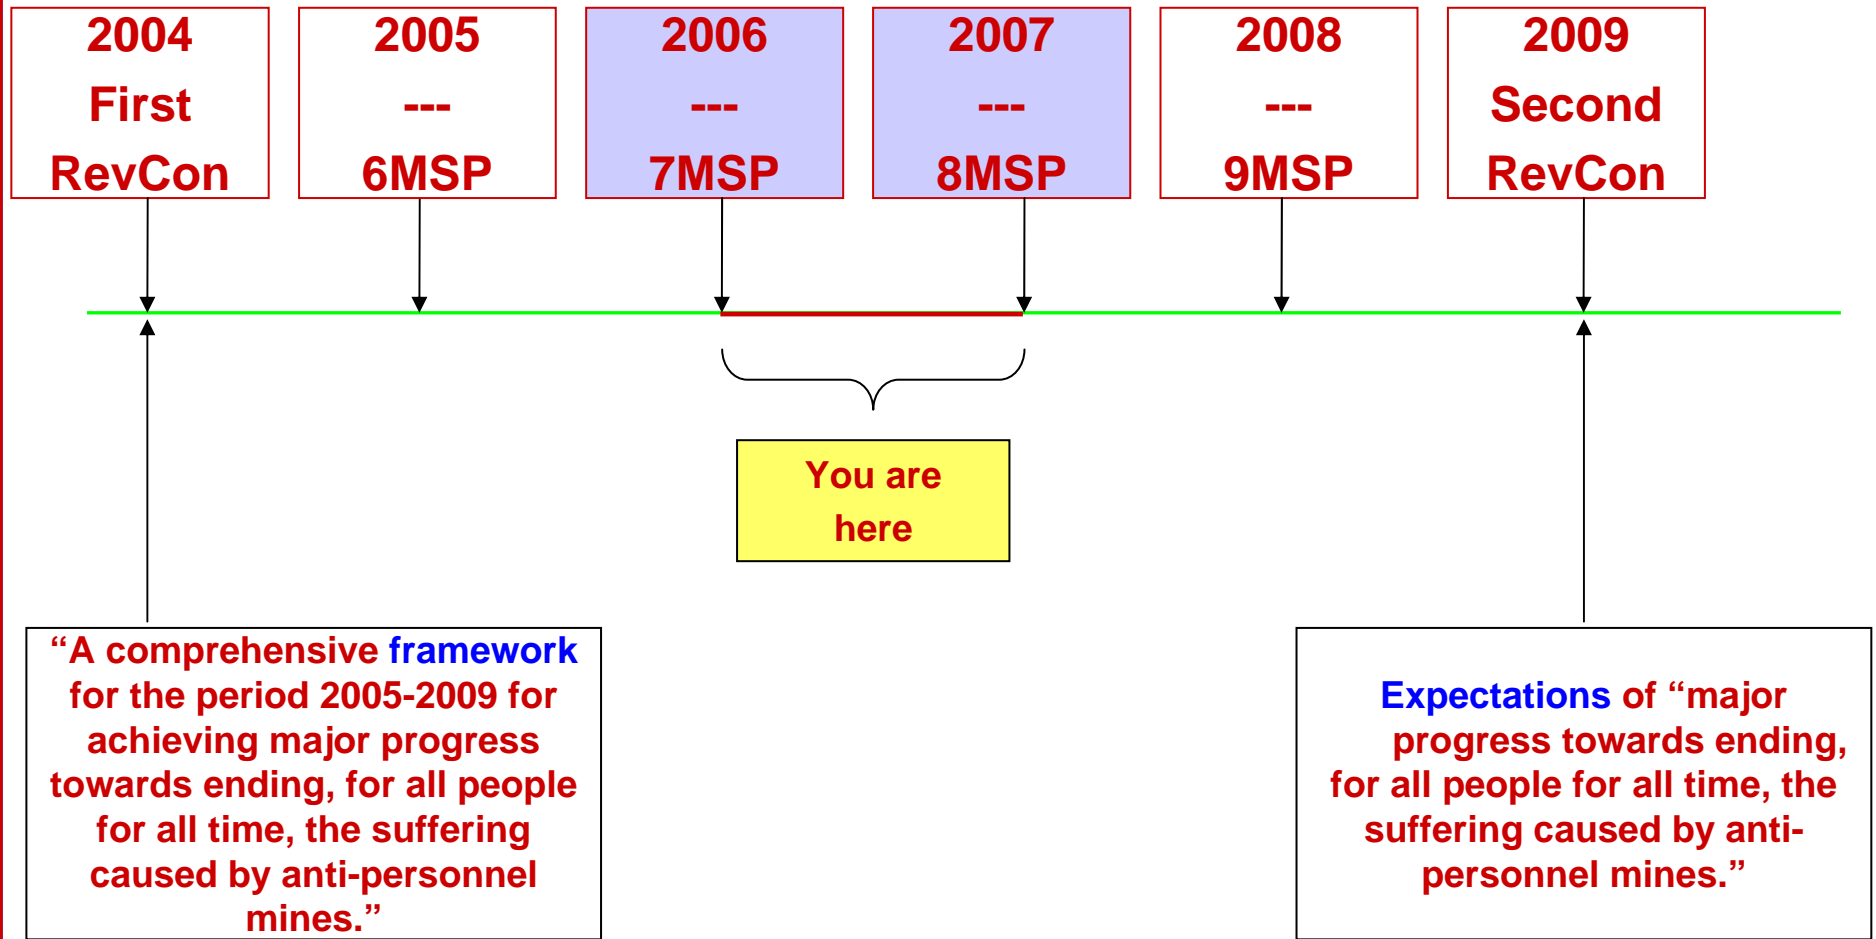 2004
First
RevCon
2005
---
6MSP
2006
---
7MSP
2007
---
8MSP
2008
---
9MSP
2009
Second
RevCon
You are
here
“A comprehensive framework
for the period 2005-2009 for
achieving major progress
towards ending, for all people
for all time, the suffering
caused by anti-personnel
mines.”
Expectations of “major
progress towards ending,
for all people for all time, the
suffering caused by anti-
personnel mines.”